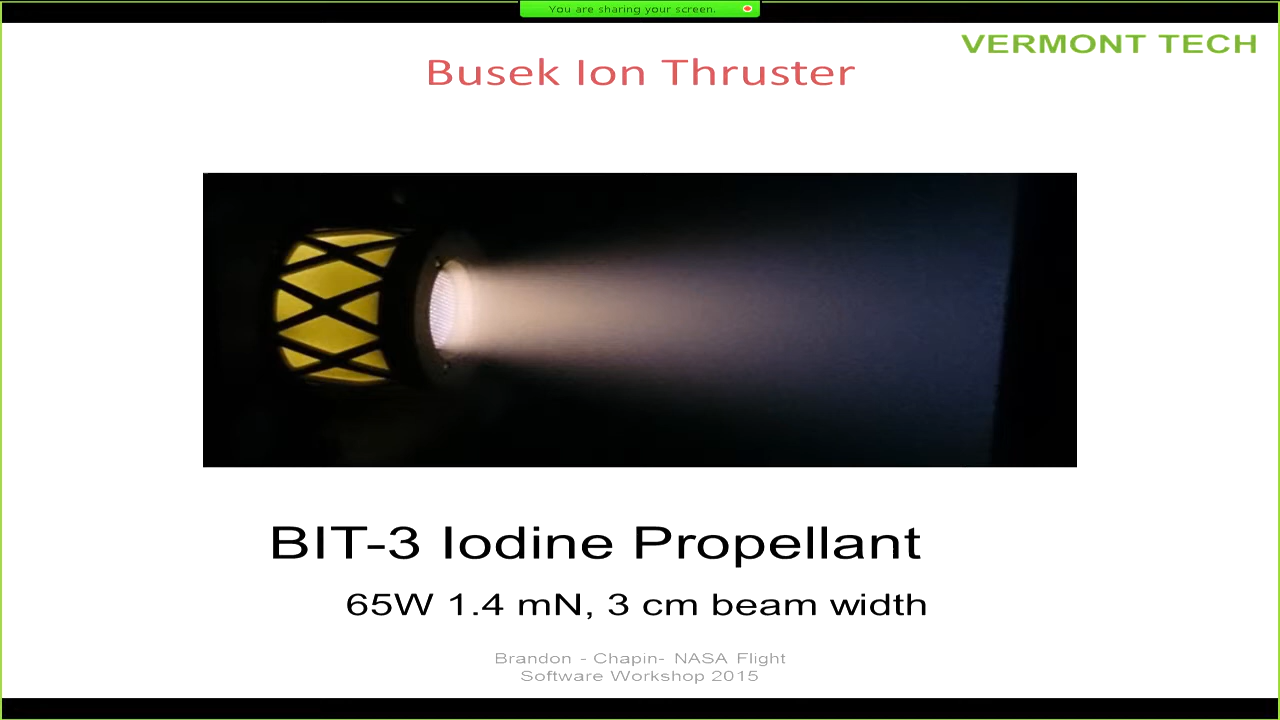 You are sharing your screen.
VERMONT TECH
Busek Ion Thruster
BIT-3 Iodine Propellant
65W 1.4 mN, 3 cm beam width
Brandon - Chapin- NASA Flight
Software Workshop 2015